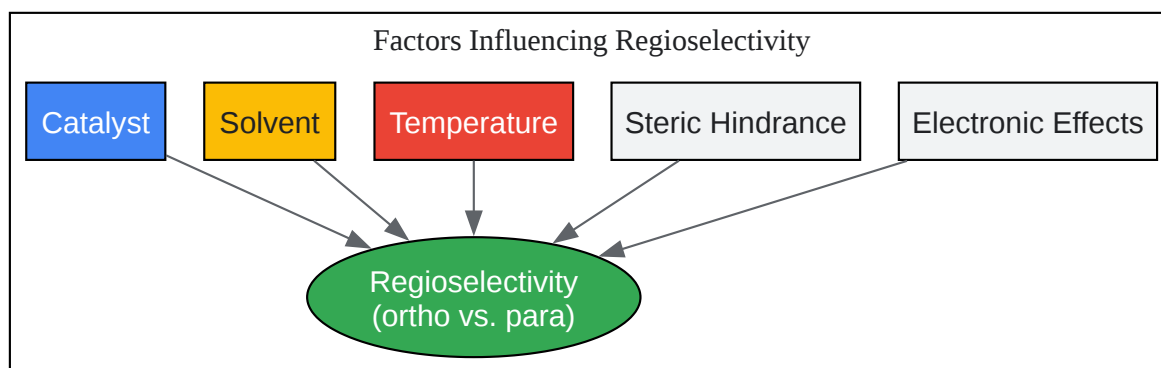 Factors Influencing Regioselectivity
Catalyst
Solvent
Temperature
Steric Hindrance
Electronic Effects
Regioselectivity
(ortho vs. para)